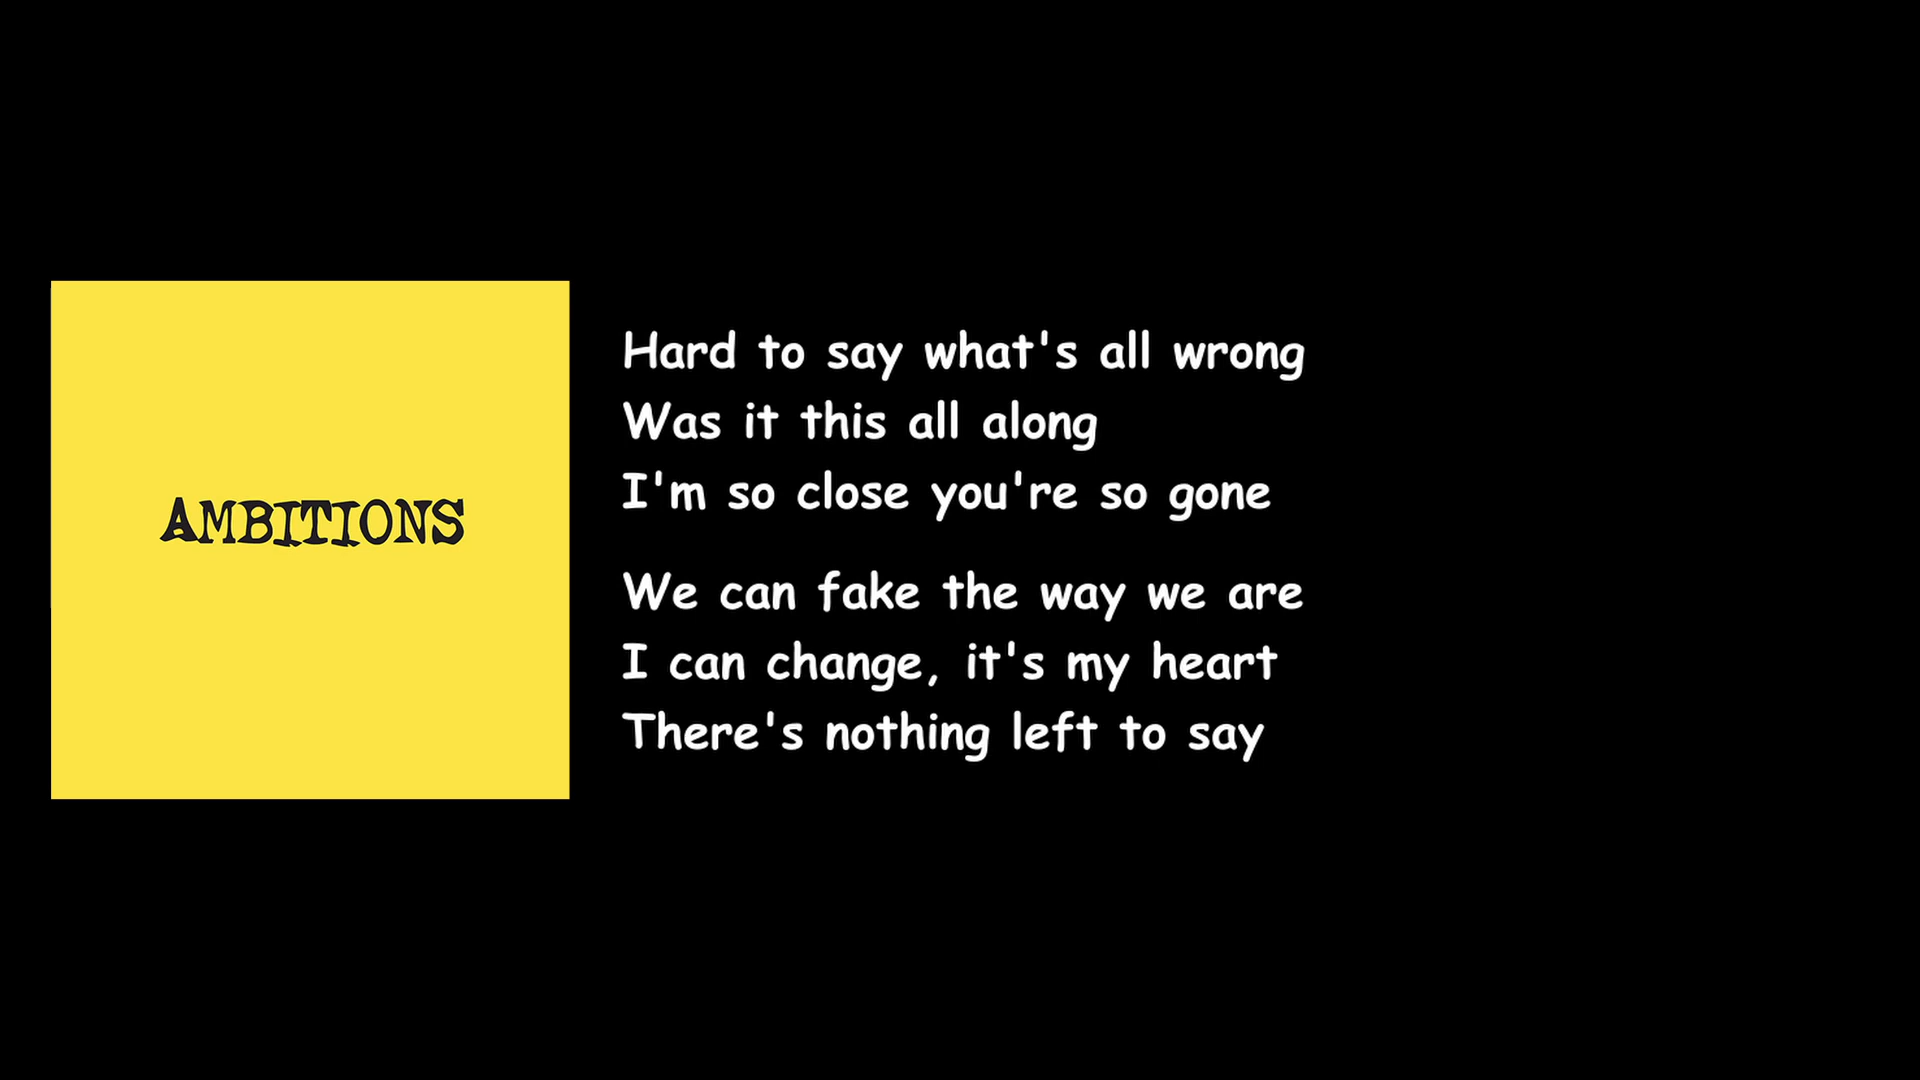 AMBITIONS
Hard to say what's all wrong
Was it this all along
I'm so close you're so gone
We can fake the way we are
I can change, it's my heart
There's nothing left to say